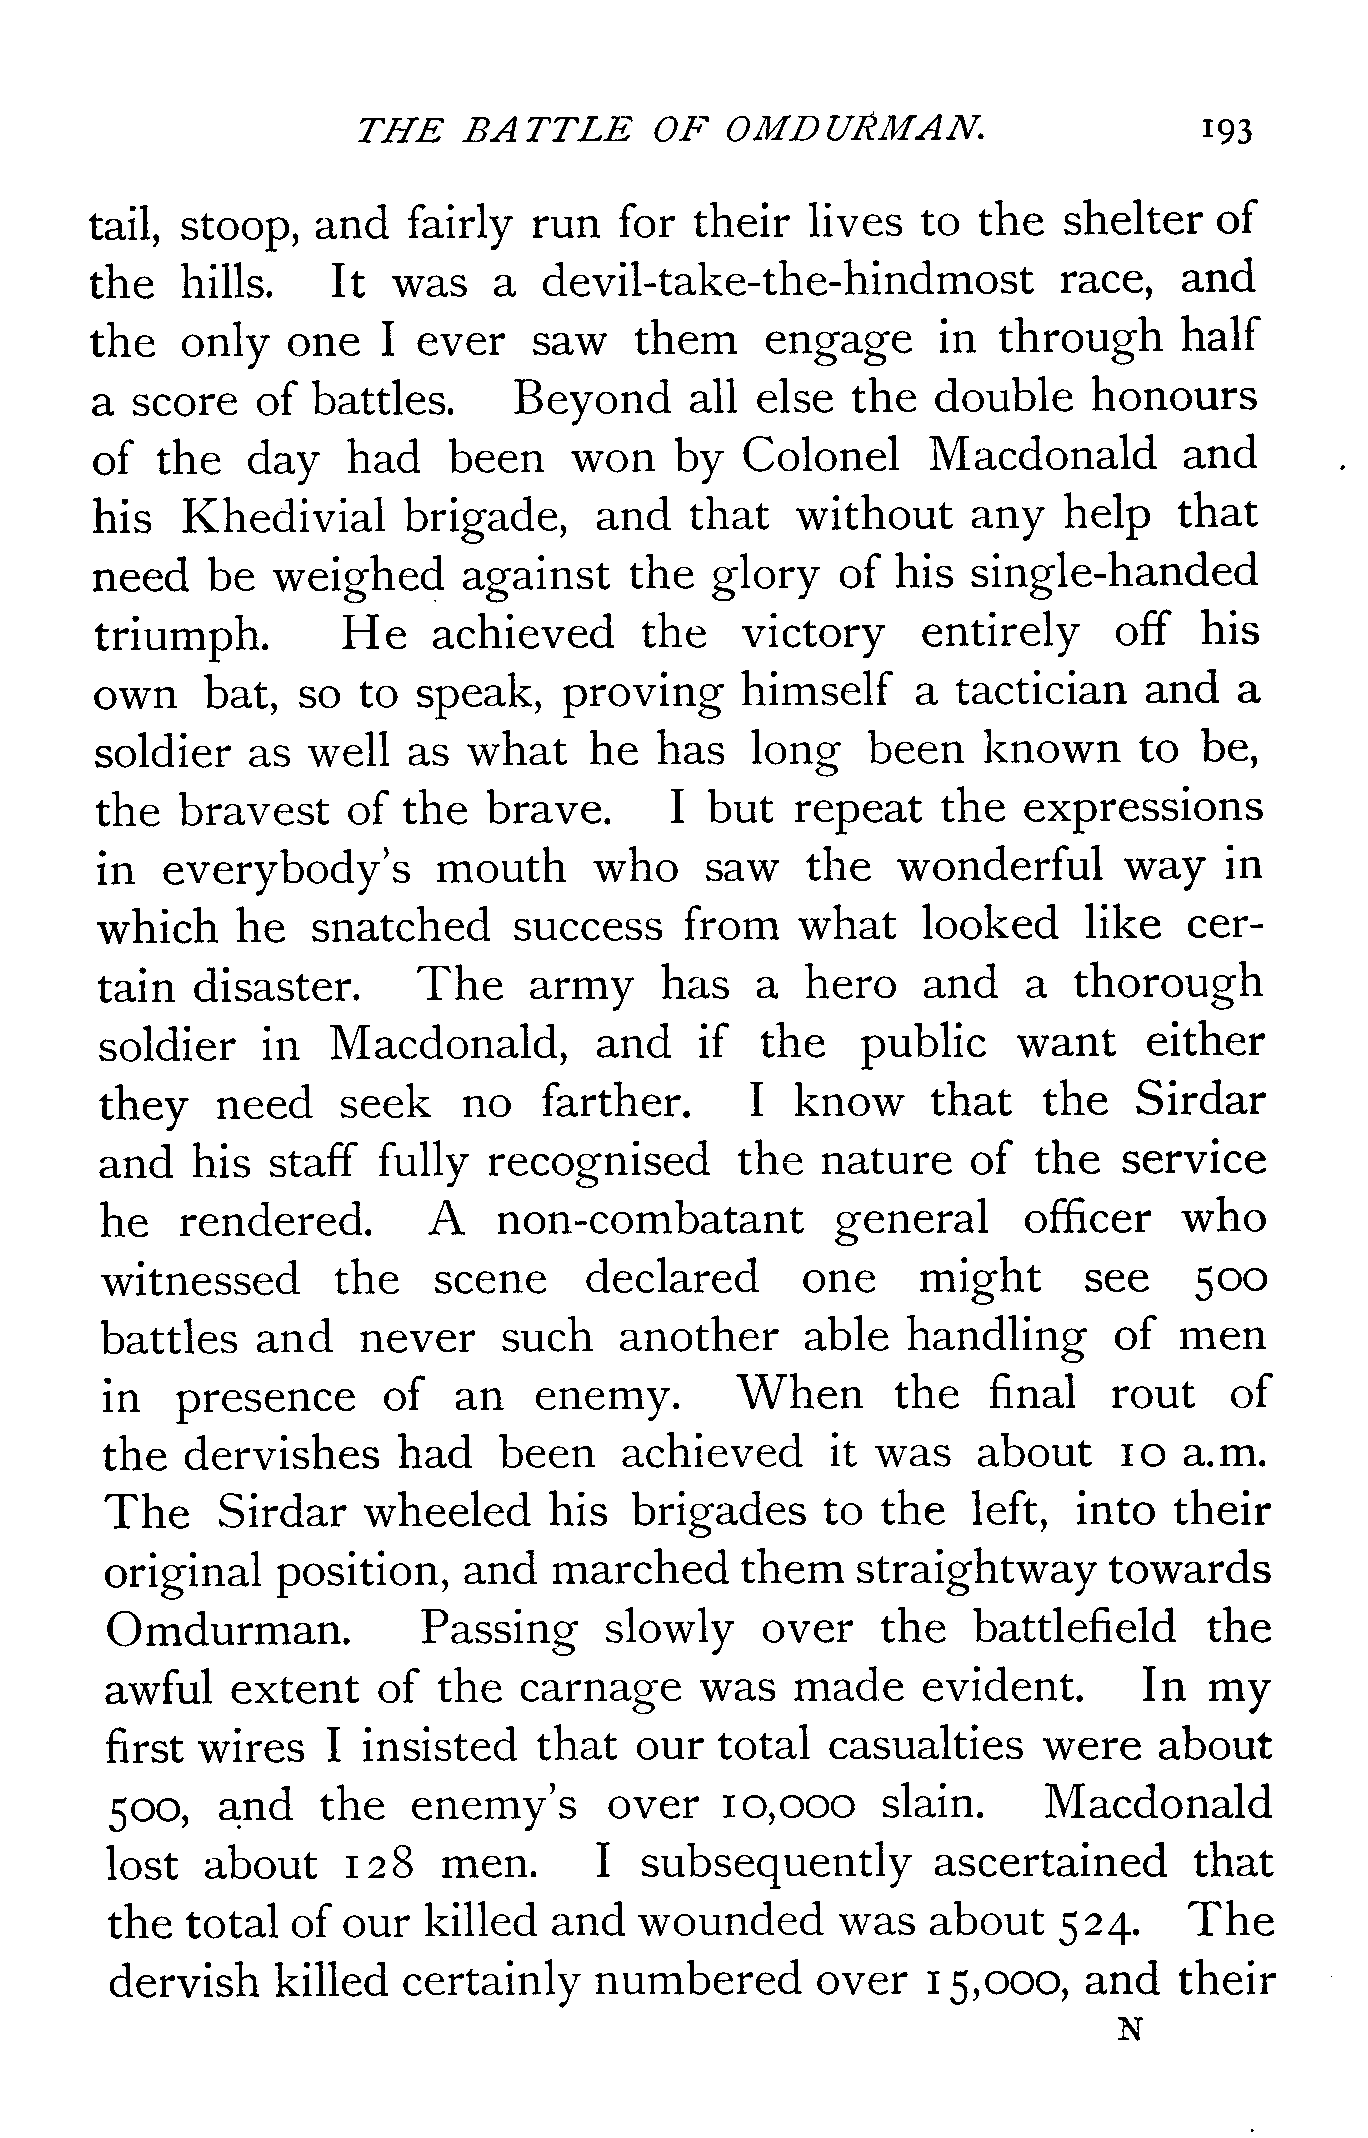 THE BATTLE OF OMDURMAN. 193
tail, stoop, and fairly run for their lives to the shelter of
the hills. It was a devil-take-the-hindmost race, and
the only one I ever saw them engage in through half
a score of battles. Beyond all else the double honours
of the day had been won by Colonel Macdonald and
his Khedivial brigade, and that without any help that
need be weighed against the glory of his single-handed
triumph. He achieved the victory entirely off his
own bat, so to speak, proving himself a tactician and a
soldier as well as what he has long been known to be,
the bravest of the brave. I but repeat the expressions
in everybody's mouth who saw the wonderful way in
which he snatched success from what looked like cer-
tain disaster. The army has a hero and a thorough
soldier in Macdonald, and if the public want either
they need seek no farther. I know that the Sirdar
and his staff fully recognised the nature of the service
he rendered. A non-combatant general officer who
witnessed the scene declared one might see 500
battles and never such another able handling of men
in presence of an enemy. When the final rout of
the dervishes had been achieved it was about 10 a.m.
The Sirdar wheeled his brigades to the left, into their
original position, and marched them straightway towards
Omdurman. Passing slowly over the battlefield the
awful extent of the carnage was made evident. In my
first wires I insisted that our total casualties were about
500, and the enemy's over 10,000 slain. Macdonald
lost about 128 men. I subsequently ascertained that
the total of our killed and wounded was about 524. The
dervish killed certainly numbered over 15,000, and their
N